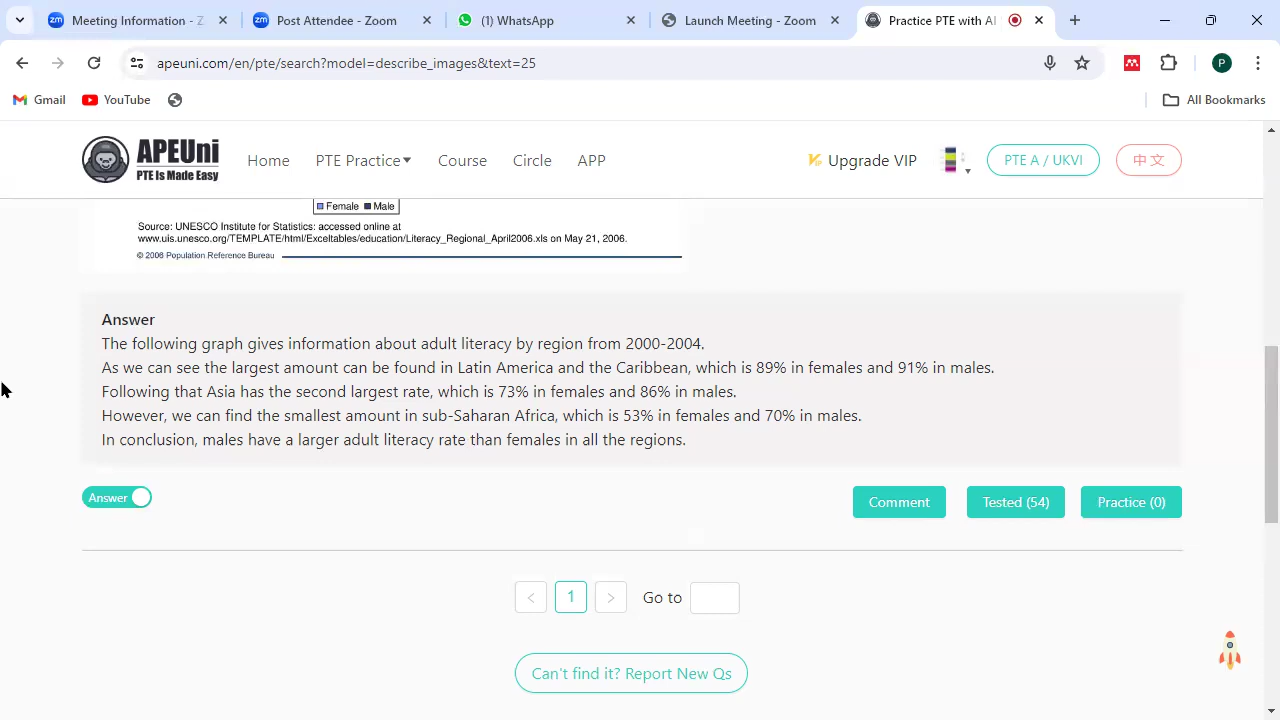 Meeting Information - Z
Post Attendee - Zoom
(1) WhatsApp
Launch Meeting - Zoom
Practice PTE with AI
apeuni.com/en/pte/search?model=describe_images&text=25
P
Gmail
YouTube
All Bookmarks
APEUni
PTE Is Made Easy
Home
PTE Practice
Course
Circle
APP
Upgrade VIP
PTE A / UKVI
中文
Female Male
Source: UNESCO Institute for Statistics: accessed online at
www.uis.unesco.org/TEMPLATE/html/Exceltables/education/Literacy_Regional_April2006.xls on May 21, 2006.
© 2006 Population Reference Bureau
Answer
The following graph gives information about adult literacy by region from 2000-2004.
As we can see the largest amount can be found in Latin America and the Caribbean, which is 89% in females and 91% in males.
Following that Asia has the second largest rate, which is 73% in females and 86% in males.
However, we can find the smallest amount in sub-Saharan Africa, which is 53% in females and 70% in males.
In conclusion, males have a larger adult literacy rate than females in all the regions.
Answer
Comment
Tested (54)
Practice (0)
< 1 > Go to
Can't find it? Report New Qs